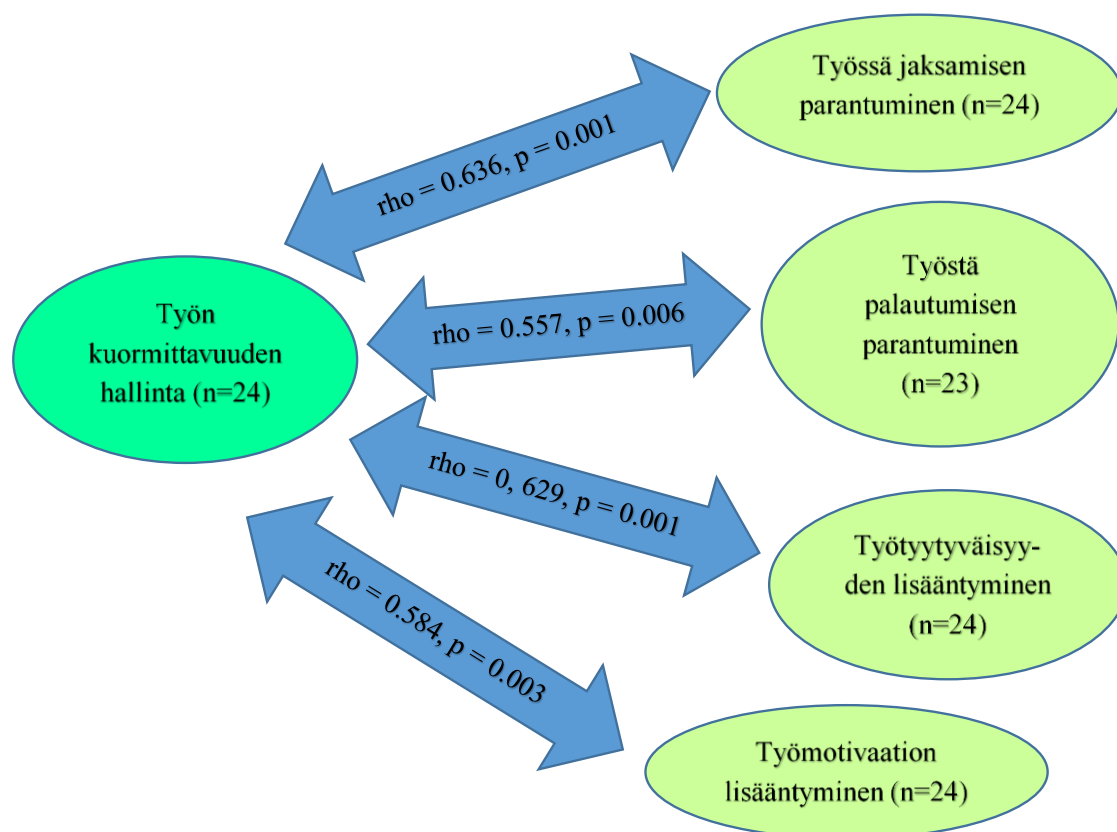 Työssä jaksamisen
parantuminen (n=24)
rho = 0.636, p = 0.001
Työstä
palautumisen
parantuminen
(n=23)
rho = 0.557, p = 0.006
Työn
kuormittavuuden
hallinta (n=24)
rho = 0, 629, p = 0.001
Työtyytyväisyy-
den lisääntyminen
(n=24)
rho = 0.584, p = 0.003
Työmotivaation
lisääntyminen (n=24)